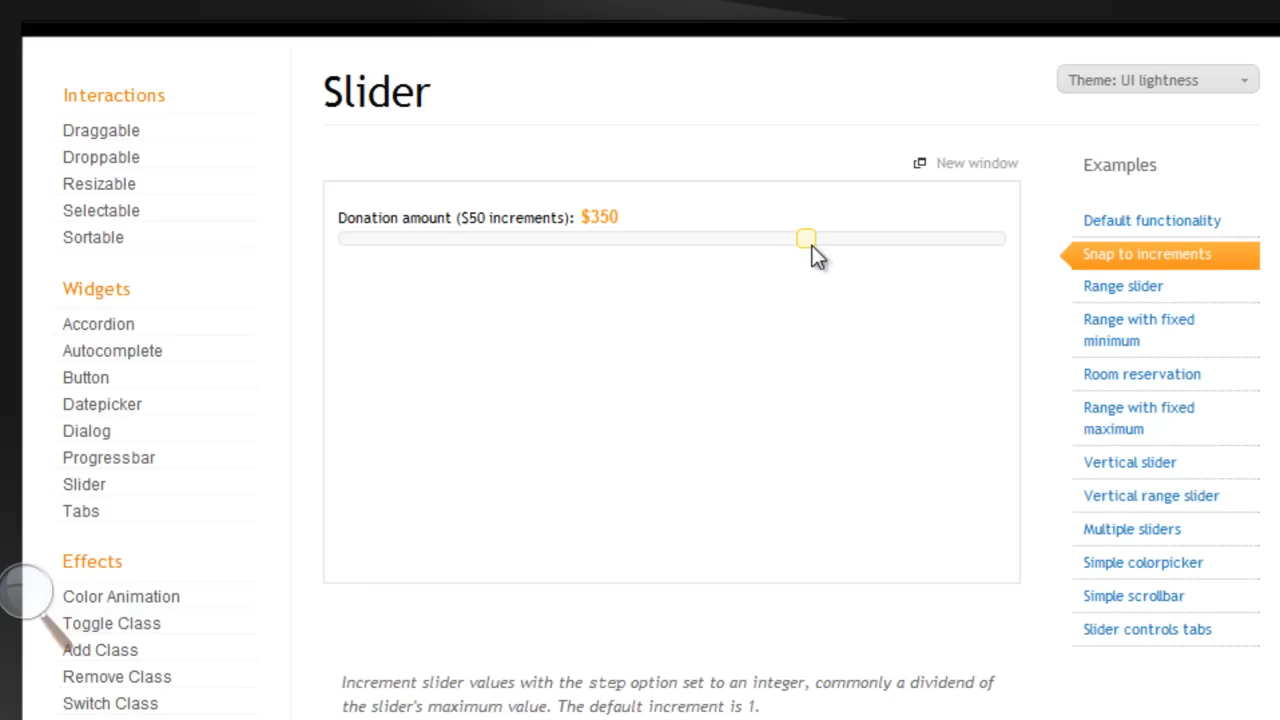 Interactions
Draggable
Droppable
Resizable
Selectable
Sortable
Widgets
Accordion
Autocomplete
Button
Datepicker
Dialog
Progressbar
Slider
Tabs
Effects
Color Animation
Toggle Class
Add Class
Remove Class
Switch Class
Slider
Theme: UI lightness
New window
Donation amount ($50 increments): $350
Increment slider values with the step option set to an integer, commonly a dividend of
the slider's maximum value. The default increment is 1.
Examples
Default functionality
Snap to increments
Range slider
Range with fixed
minimum
Room reservation
Range with fixed
maximum
Vertical slider
Vertical range slider
Multiple sliders
Simple colorpicker
Simple scrollbar
Slider controls tabs